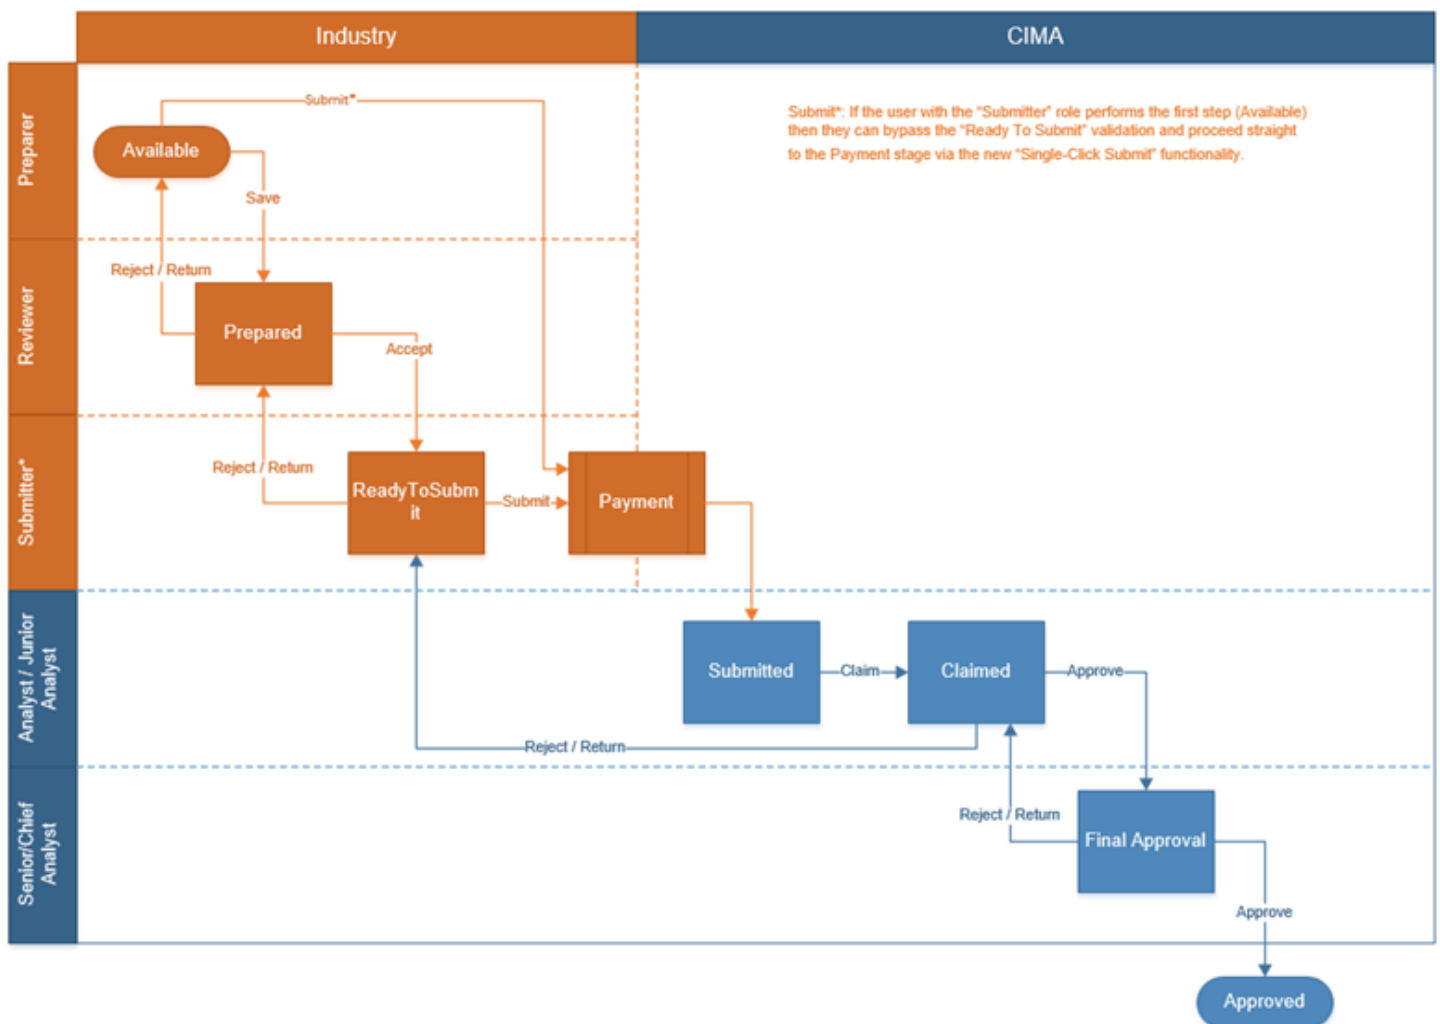 Industry
CIMA
Preparer
Submit*
Submit*: If the user with the "Submitter" role performs the first step (Available)
then they can bypass the "Ready To Submit" validation and proceed straight
to the Payment stage via the new "Single-Click Submit" functionality.
Available
Save
Reviewer
Reject / Return
Prepared
Accept
Submitter*
Reject / Return
ReadyToSubm
it
Submit
Payment
Analyst / Junior
Analyst
Submitted
Claim
Claimed
Approve
Reject / Return
Senior/Chief
Analyst
Reject / Return
Final Approval
Approve
Approved